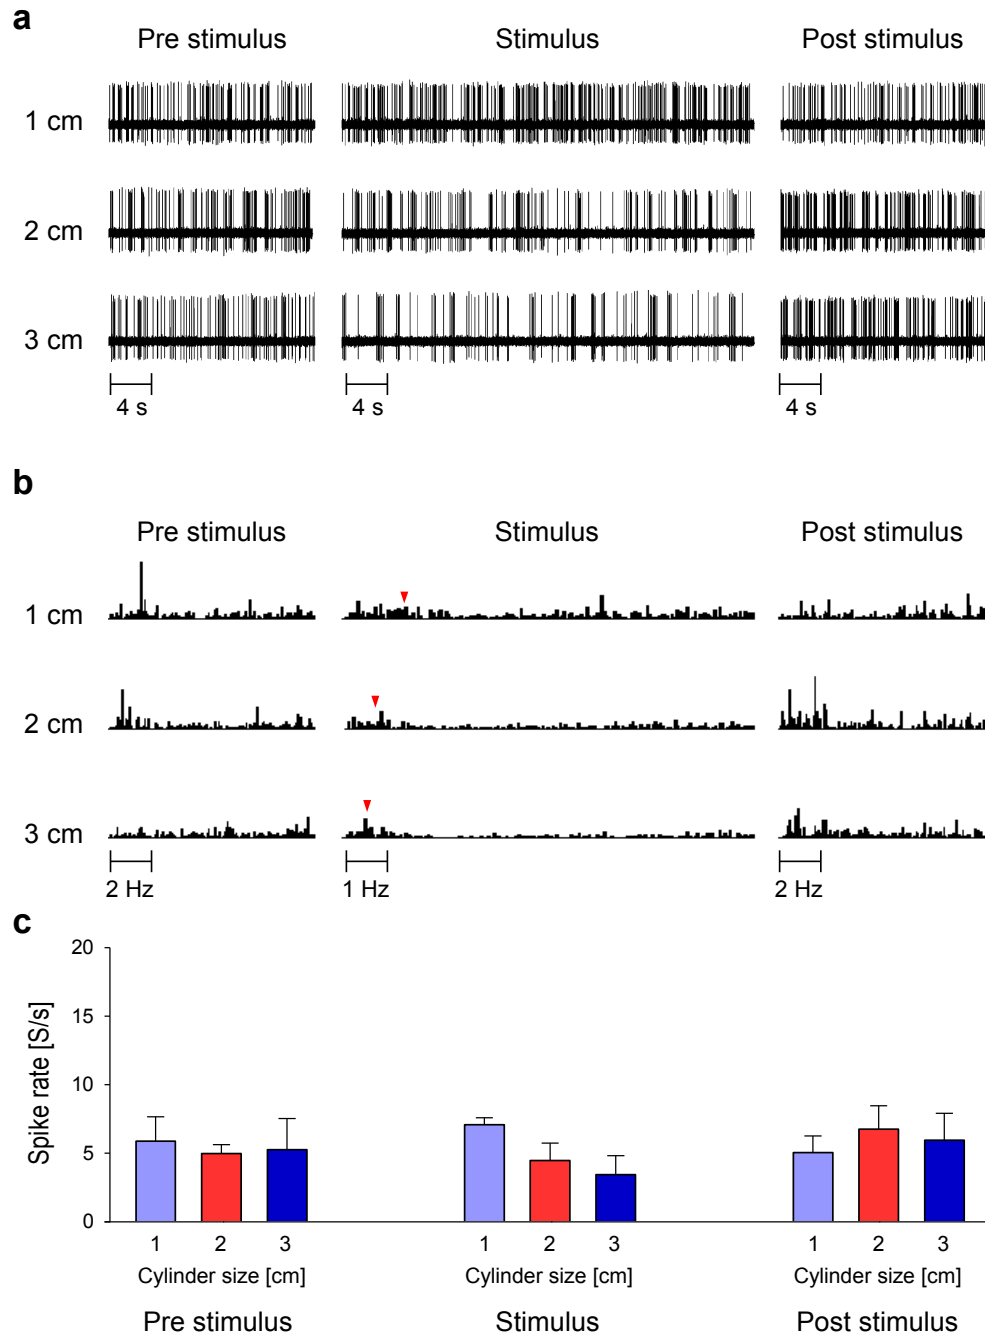 a
Pre stimulus Stimulus Post stimulus
1 cm
2 cm
3 cm
4 s 4 s 4 s
b
Pre stimulus Stimulus Post stimulus
1 cm
2 cm
3 cm
2 Hz 1 Hz 2 Hz
c
Spike rate [S/s]
20
15
10
5
0
1 2 3 1 2 3 1 2 3
Cylinder size [cm] Cylinder size [cm] Cylinder size [cm]
Pre stimulus Stimulus Post stimulus